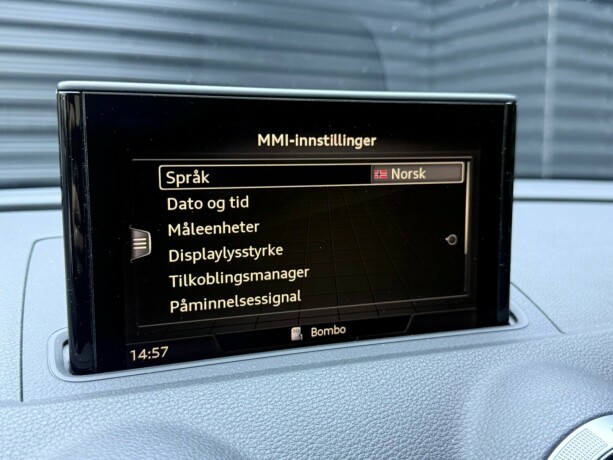 MMI-innstillinger
Språk Norsk
Dato og tid
Måleenheter
Displaylysstyrke
Tilkoblingsmanager
Påminnelsessignal
Bombo
14:57